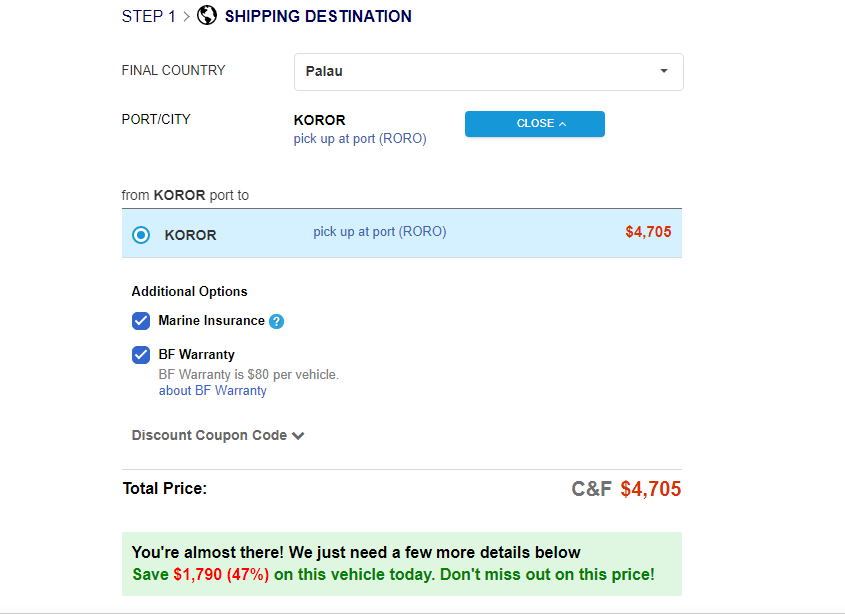 STEP 1 > SHIPPING DESTINATION
FINAL COUNTRY Palau
PORT/CITY KOROR CLOSE
pick up at port (RORO)
from KOROR port to
KOROR pick up at port (RORO) $4,705
Additional Options
Marine Insurance ?
BF Warranty
BF Warranty is $80 per vehicle.
about BF Warranty
Discount Coupon Code
Total Price: C&F $4,705
You're almost there! We just need a few more details below
Save $1,790 (47%) on this vehicle today. Don't miss out on this price!